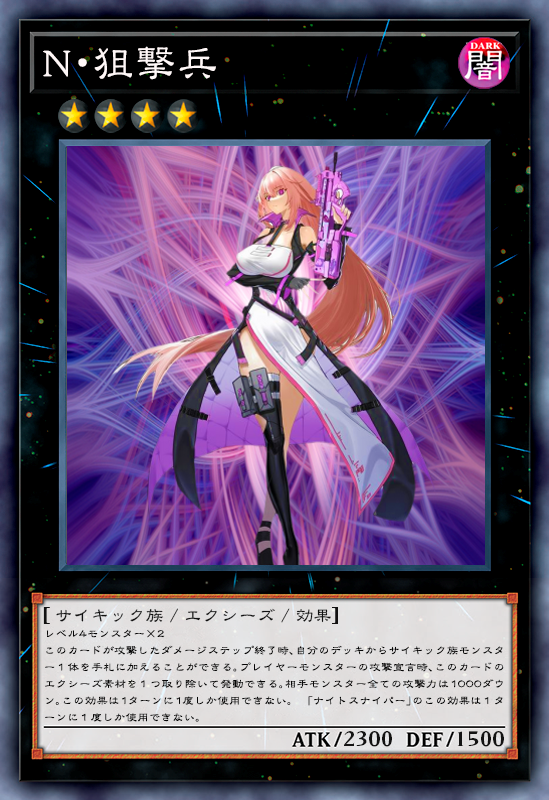 N・狙撃兵
DARK
闇
[サイキック族/エクシーズ/効果]
レベル4モンスター×2
このカードが攻撃したダメージステップ終了時、自分のデッキからサイキック族モンスタ
ー1体を手札に加えることができる。プレイヤーモンスターの攻撃宣言時、このカードの
エクシーズ素材を1つ取り除いて発動できる。相手モンスター全ての攻撃力は1000ダウ
ン。この効果は1ターンに1度しか使用できない。 「ナイトスナイパー」のこの効果は1タ
ーンに1度しか使用できない。
ATK/2300 DEF/1500